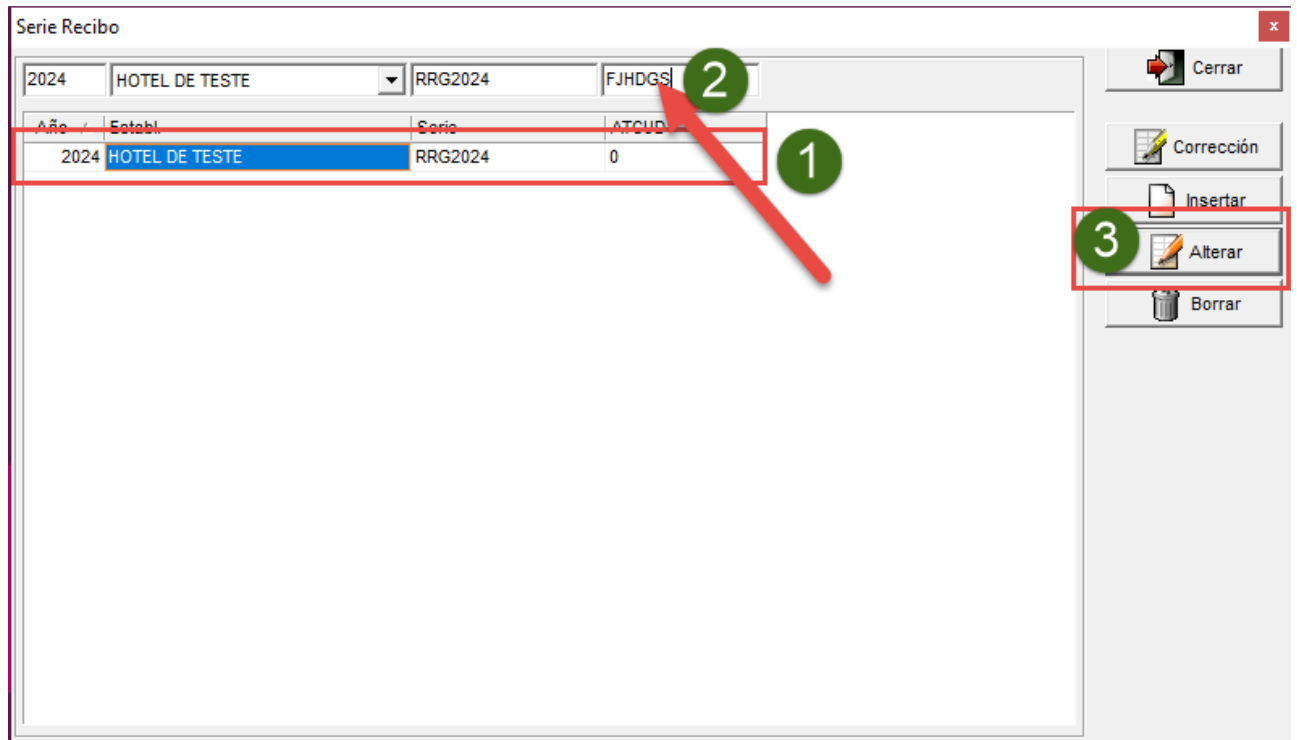 Serie Recibo
x
2024 HOTEL DE TESTE RRG2024 FJHDGS 2
Cerrar
Año Establ. Serie ATCUD
2024 HOTEL DE TESTE RRG2024 0 1
Corrección
Insertar
3 Alterar
Borrar